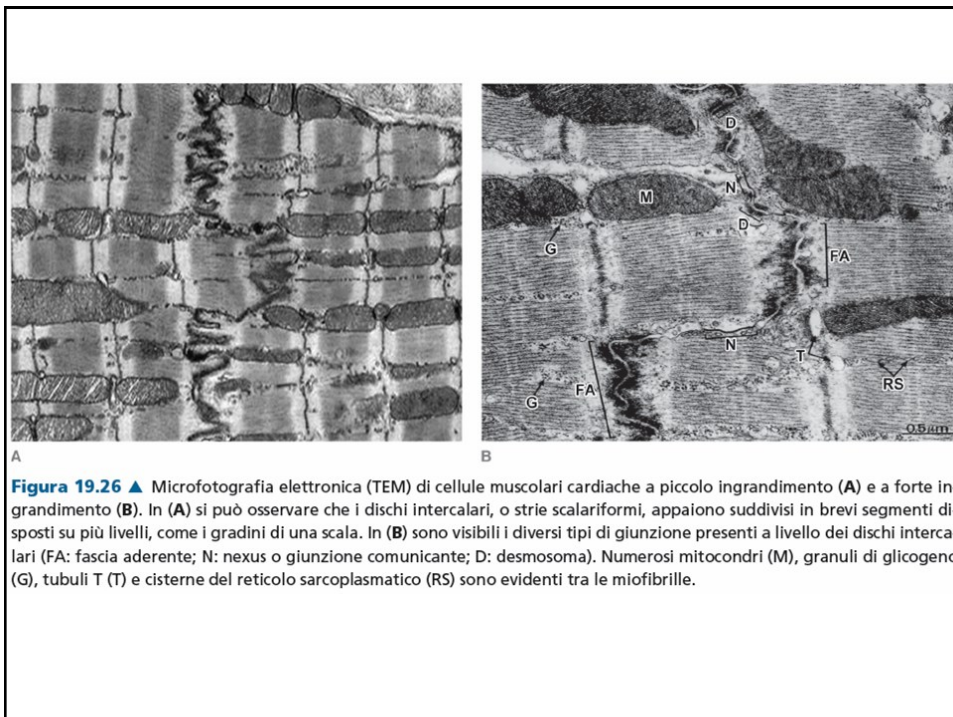 D
N
M
D
G
FA
N
T
RS
FA
G
0.5μm
A
B
Figura 19.26 ▲ Microfotografia elettronica (TEM) di cellule muscolari cardiache a piccolo ingrandimento (A) e a forte in-
grandimento (B). In (A) si può osservare che i dischi intercalari, o strie scalariformi, appaiono suddivisi in brevi segmenti di-
sposti su più livelli, come i gradini di una scala. In (B) sono visibili i diversi tipi di giunzione presenti a livello dei dischi interca-
lari (FA: fascia aderente; N: nexus o giunzione comunicante; D: desmosoma). Numerosi mitocondri (M), granuli di glicogeno
(G), tubuli T (T) e cisterne del reticolo sarcoplasmatico (RS) sono evidenti tra le miofibrille.